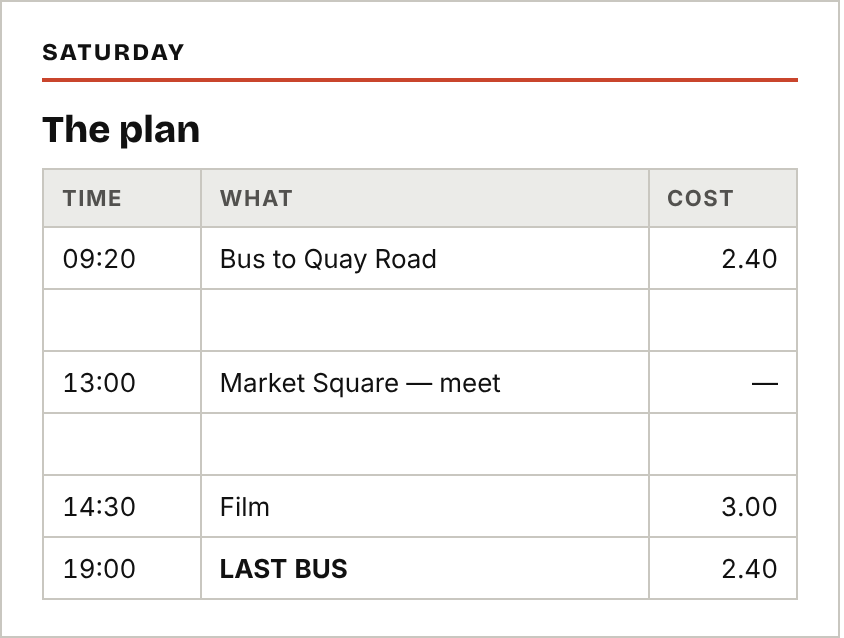 SATURDAY
The plan
TIME WHAT COST
09:20 Bus to Quay Road 2.40
13:00 Market Square — meet —
14:30 Film 3.00
19:00 LAST BUS 2.40